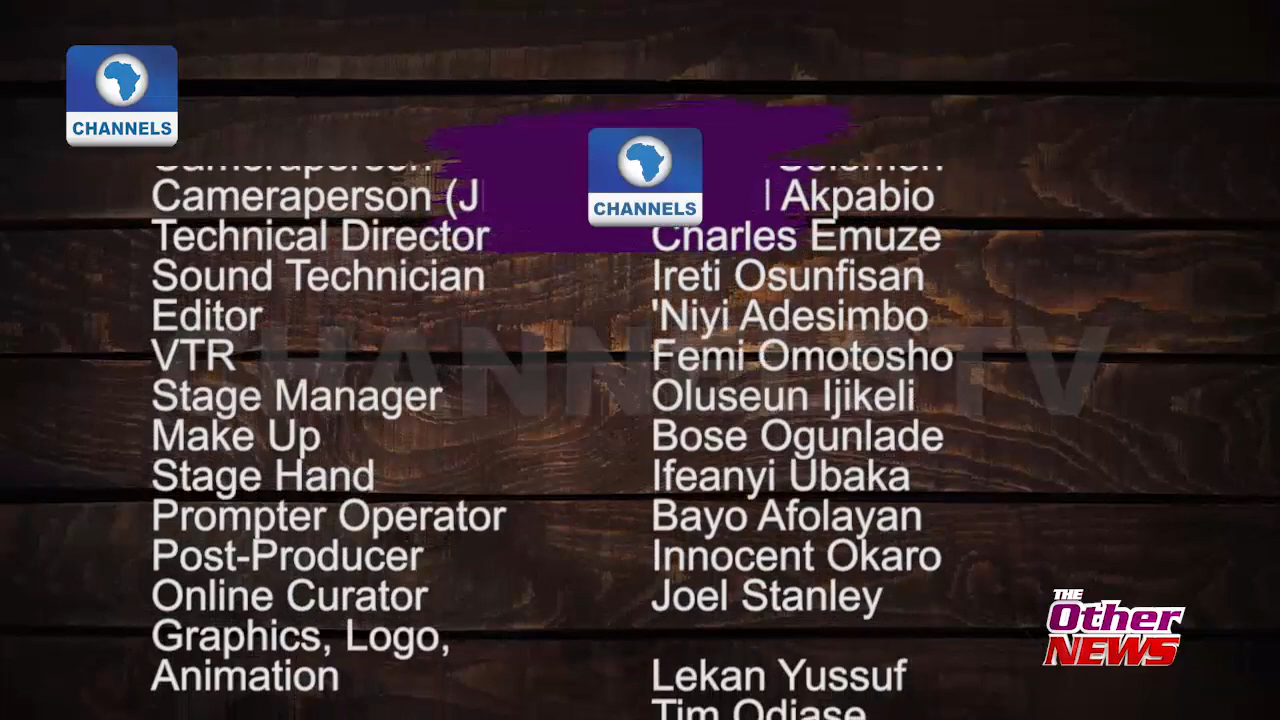 CHANNELS
CHANNELS
Cameraperson Solomon
Cameraperson (J Akpabio
Technical Director Charles Emuze
Sound Technician Ireti Osunfisan
Editor 'Niyi Adesimbo
VTR Femi Omotosho
Stage Manager Oluseun Ijikeli
Make Up Bose Ogunlade
Stage Hand Ifeanyi Ubaka
Prompter Operator Bayo Afolayan
Post-Producer Innocent Okaro
Online Curator Joel Stanley
Graphics, Logo,
Animation Lekan Yussuf
Tim Odiase
THE
Other
NEWS